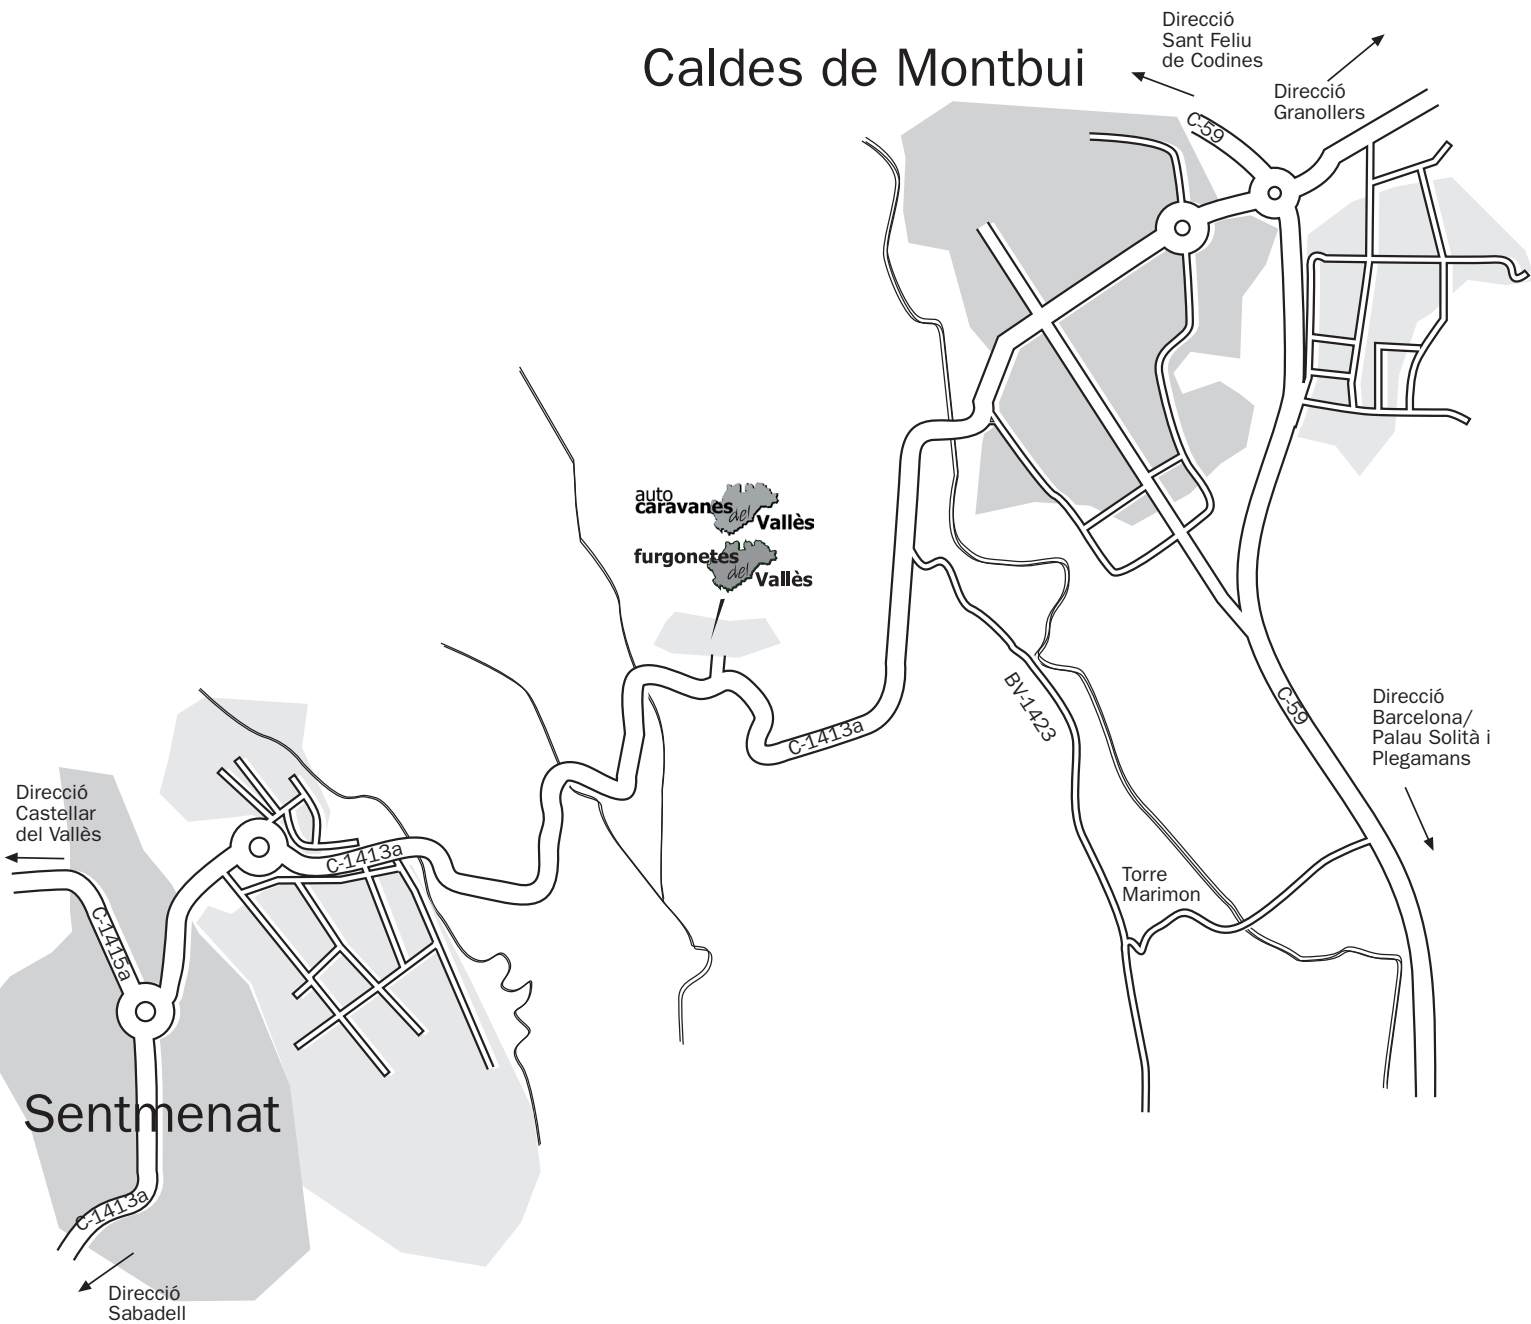 Direcció
Sant Feliu
de Codines
Caldes de Montbui
Direcció
Granollers
C-59
auto
caravanes
del
Vallès
furgonetes
del
Vallès
BV-1423
C-59
Direcció
Barcelona/
Palau Solità i
Plegamans
C-1413a
Direcció
Castellar
del Vallès
C-1413a
Torre
Marimon
C-1415a
Sentmenat
C-1413a
Direcció
Sabadell